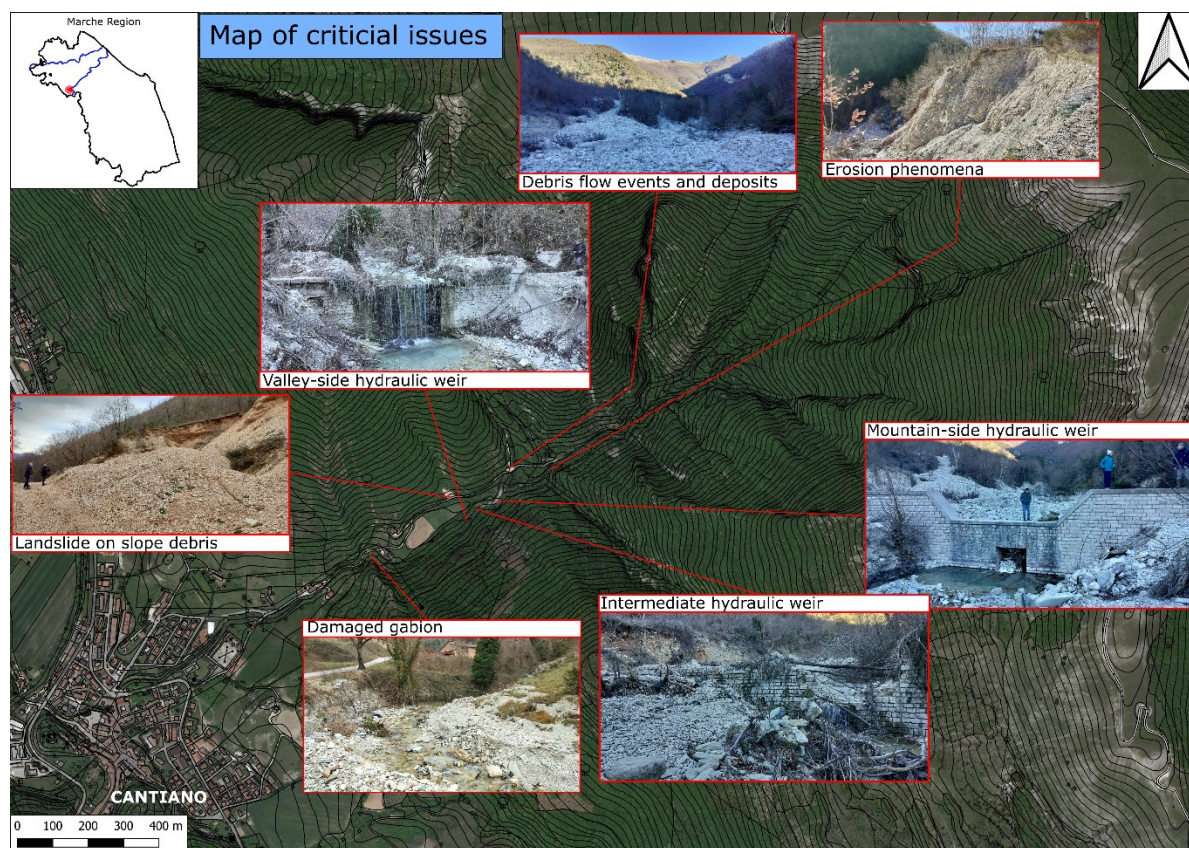 Marche Region
Map of criticial issues
Debris flow events and deposits
Erosion phenomena
Valley-side hydraulic weir
Landslide on slope debris
Mountain-side hydraulic weir
Intermediate hydraulic weir
Damaged gabion
CANTIANO
0 100 200 300 400 m